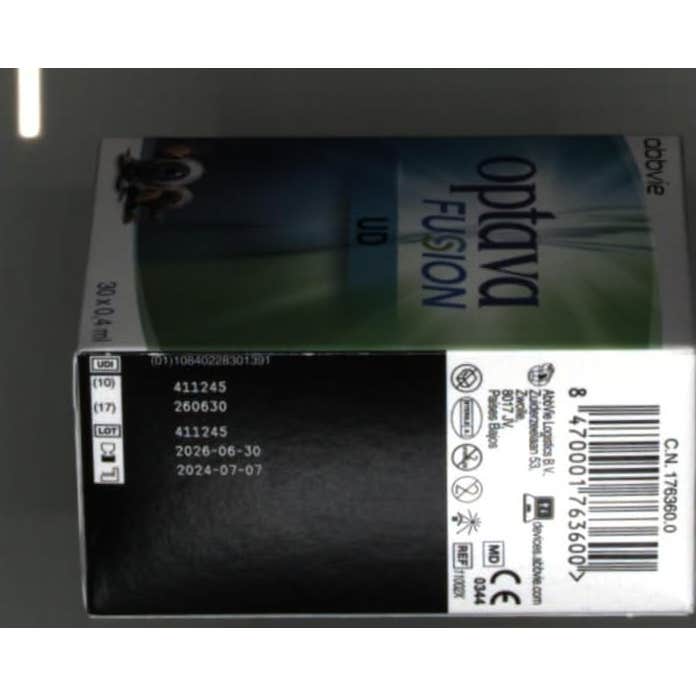 abbvie
optava
FUSION
UD
30 x 0,4 ml
UDI
(01)10840228301391
(10) 411245
(17) 260630
LOT 411245
2026-06-30
2024-07-07
AbbVie Logistics B.V.
Zuiderzeelaan 53,
Zwolle,
8017 JV,
Países Bajos
devices.abbvie.com
MD
CE
0344
REF 11002X
C.N. 176360.0
8 470001 763600>